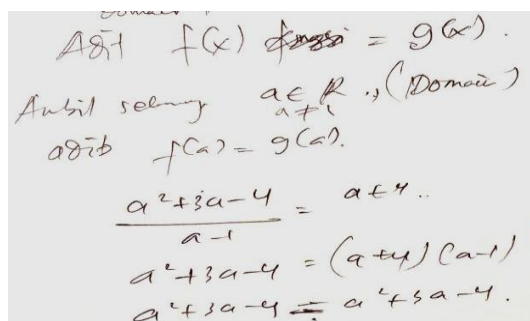 Adit f(x) = g(x).
Ambil sebarang a ∈ R ., (Domain)
a ≠ 1
adib f(a) = g(a).
a²+3a-4 / a-1 = a+4 ..
a²+3a-4 = (a+4) (a-1)
a²+3a-4 = a²+3a-4.